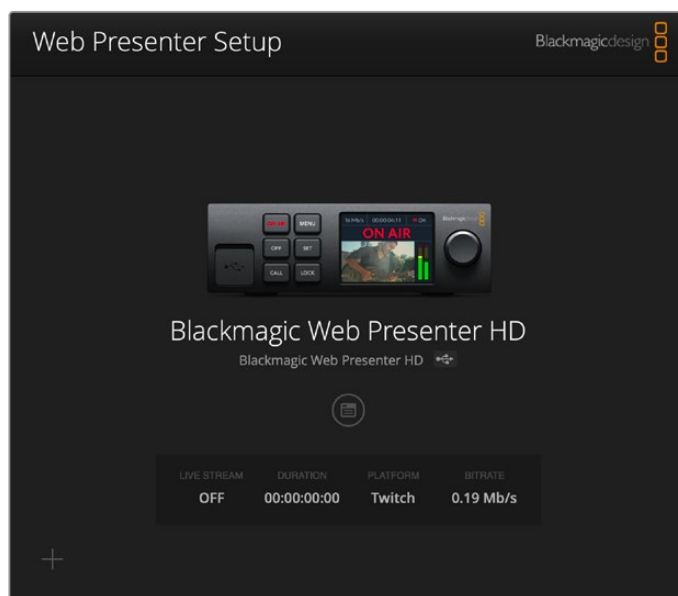 Web Presenter Setup
Blackmagicdesign
ON AIR
MENU
OFF
SET
CALL
LOCK
ON AIR
Blackmagic Web Presenter HD
Blackmagic Web Presenter HD
LIVE STREAM DURATION PLATFORM BITRATE
OFF 00:00:00:00 Twitch 0.19 Mb/s